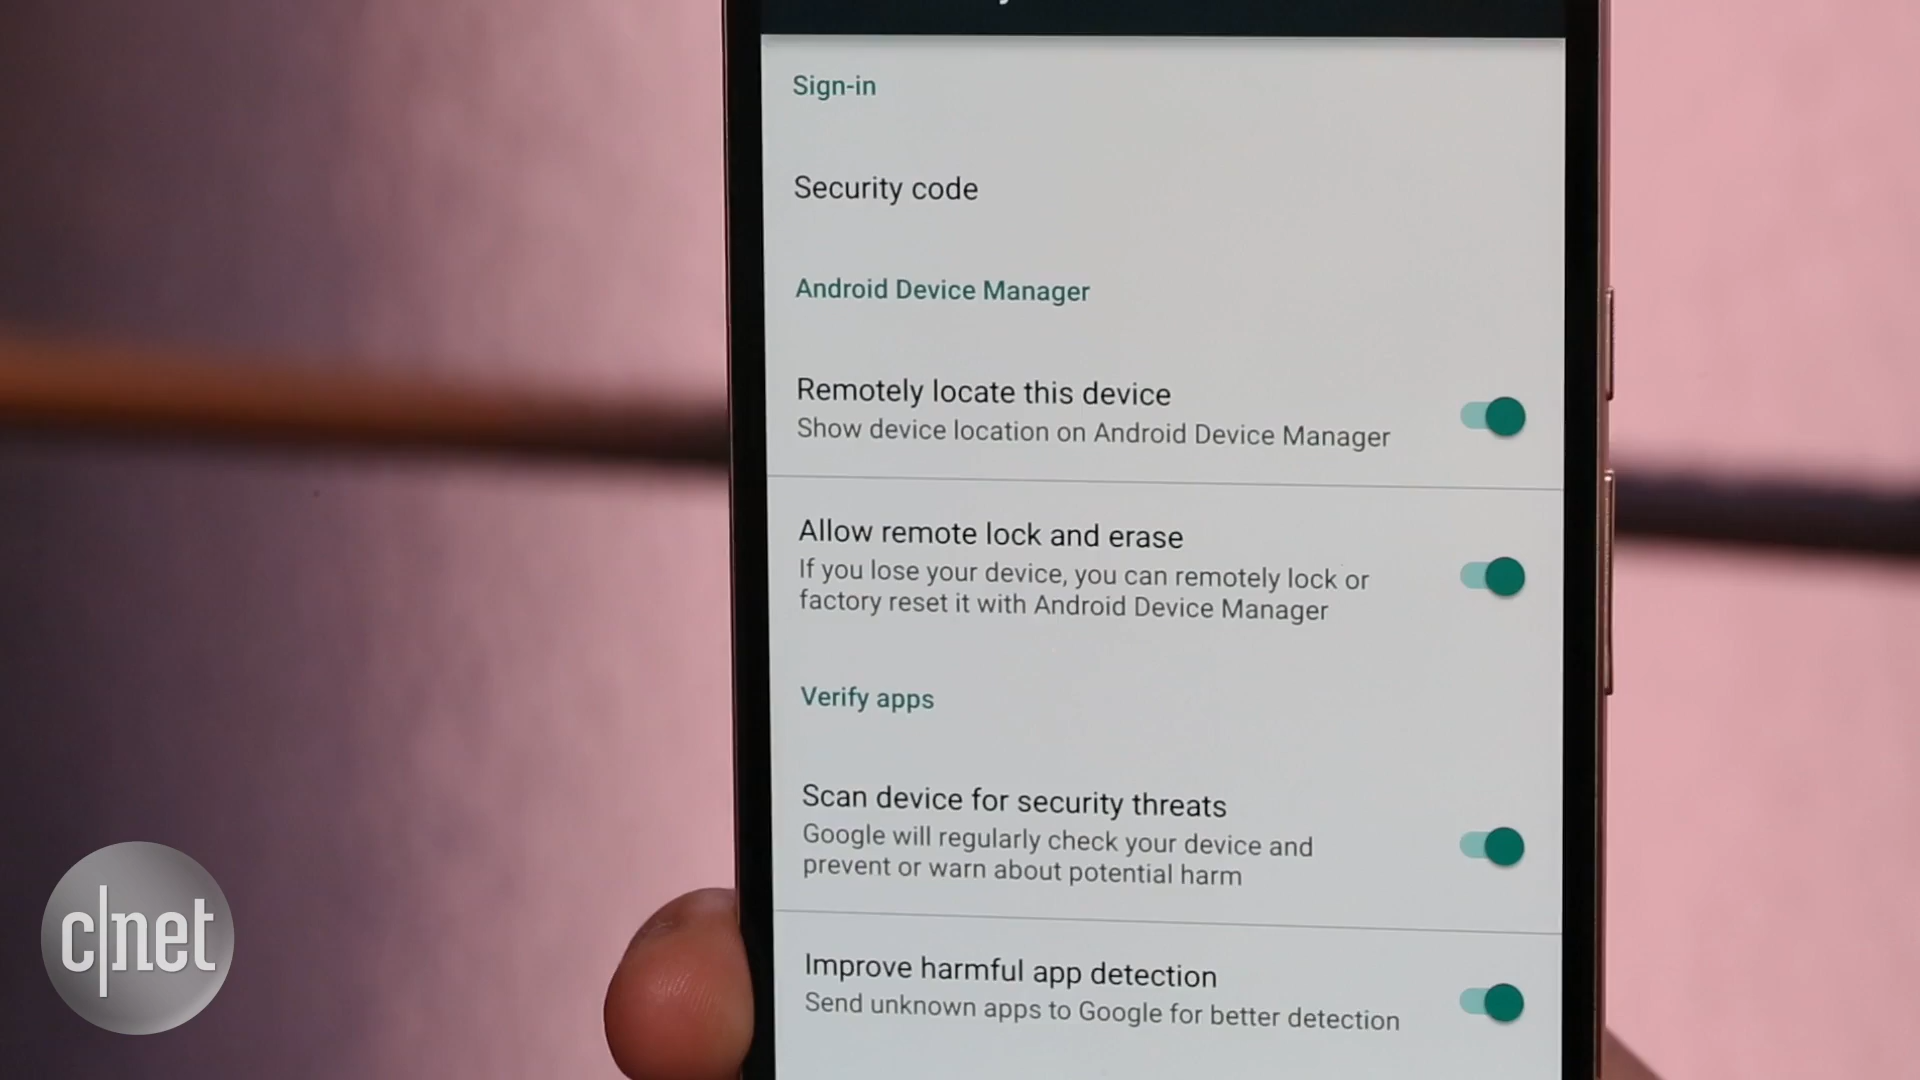 Sign-in
Security code
Android Device Manager
Remotely locate this device
Show device location on Android Device Manager
Allow remote lock and erase
If you lose your device, you can remotely lock or
factory reset it with Android Device Manager
Verify apps
Scan device for security threats
Google will regularly check your device and
prevent or warn about potential harm
Improve harmful app detection
Send unknown apps to Google for better detection
c|net